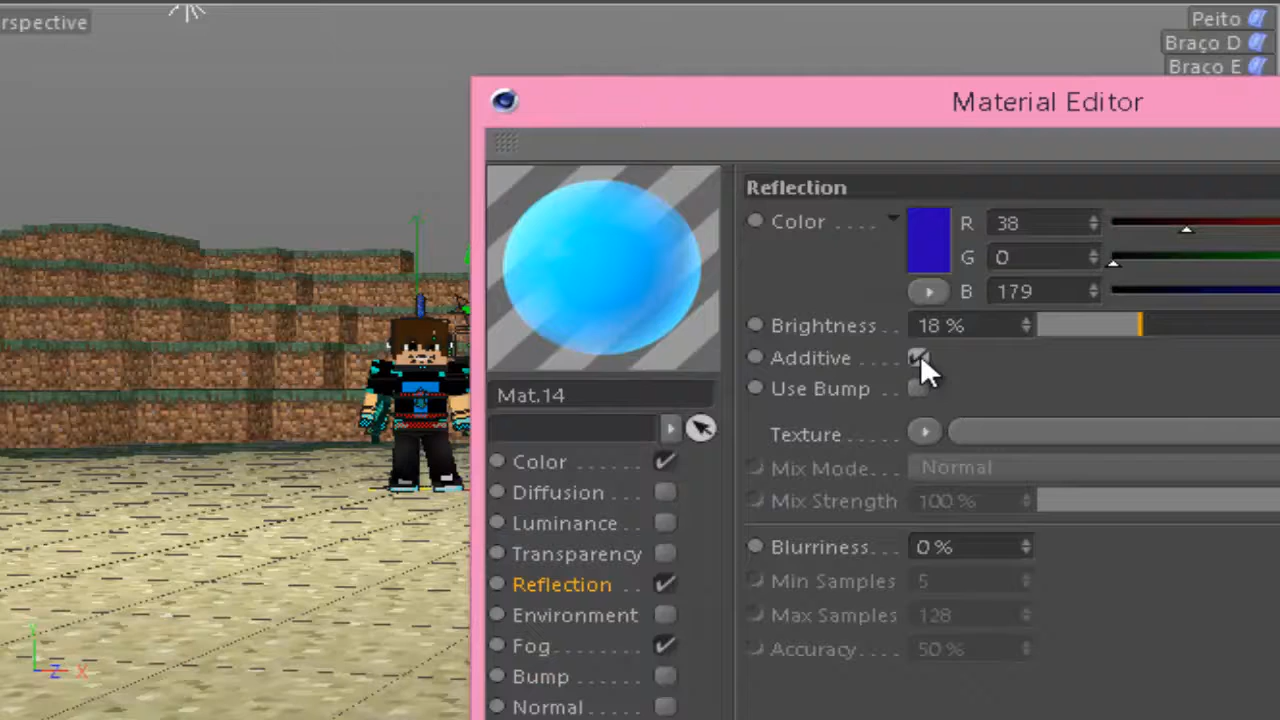 rspective
Peito
Braço D
Braco E
Material Editor
Reflection
Color .... R 38
G 0
B 179
Brightness .. 18 %
Additive ....
Use Bump ..
Texture .....
Mix Mode... Normal
Mix Strength 100 %
Blurriness... 0 %
Min Samples 5
Max Samples 128
Accuracy.... 50 %
Mat.14
Color ......
Diffusion ...
Luminance ..
Transparency
Reflection ..
Environment
Fog........
Bump ......
Normal.....
Y
Z X